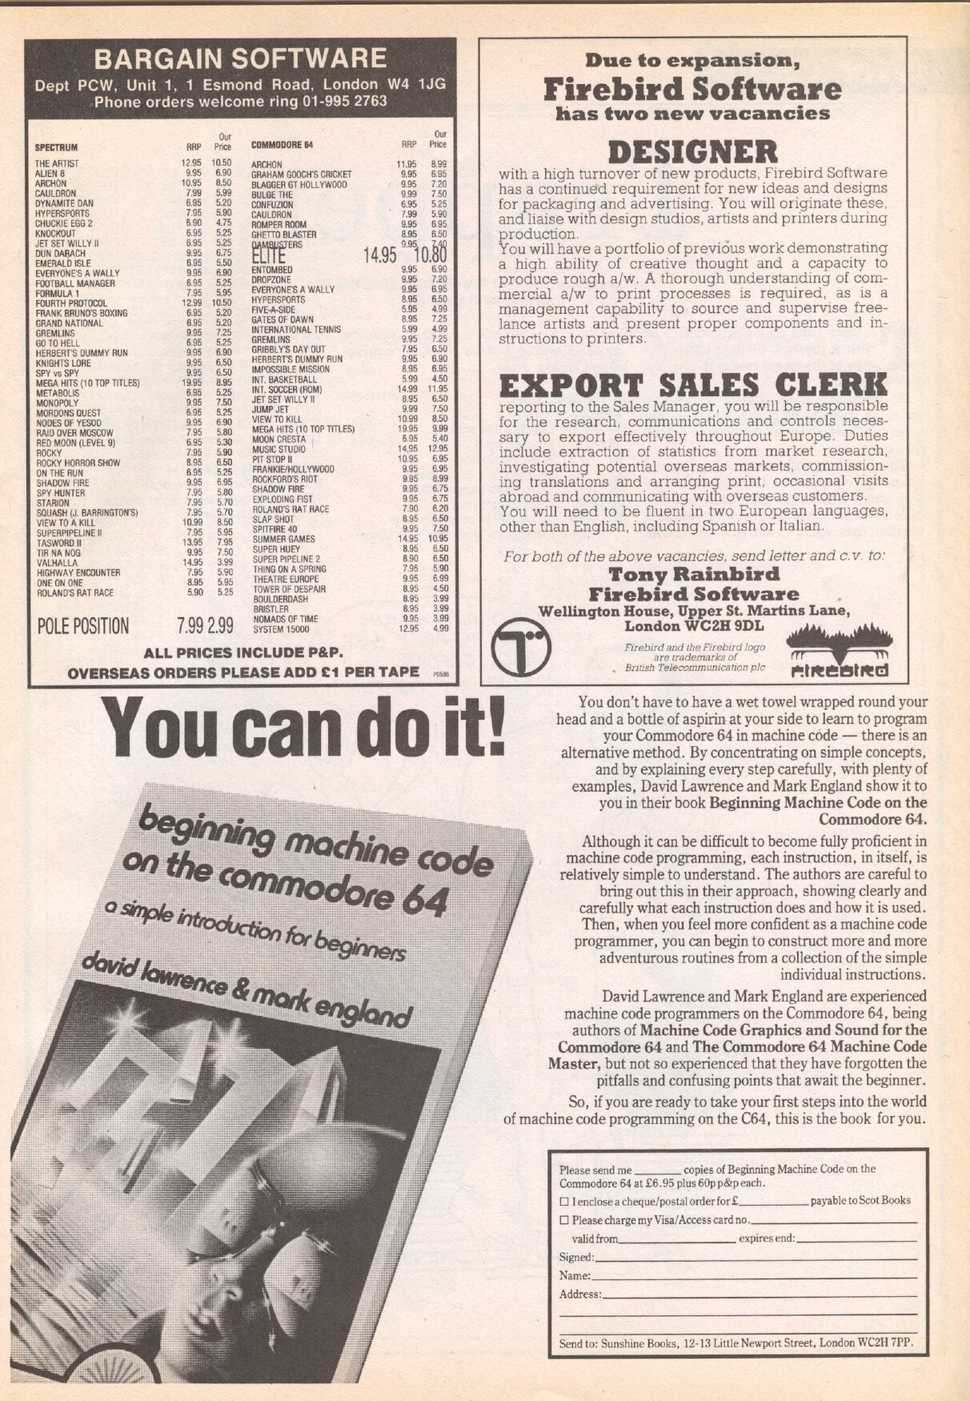 BARGAIN SOFTWARE
Dept PCW, Unit 1, 1 Esmond Road, London W4 1JG
Phone orders welcome ring 01-995 2763
SPECTRUM RRP Our Price
THE ARTIST 12.95 10.50
ALIEN 8 9.95 6.90
ARCHON 10.95 8.50
CAULDRON 7.99 5.99
DYNAMITE DAN 6.95 5.20
HYPERSPORTS 7.95 5.90
CHUCKIE EGG 2 6.90 4.75
KNOCKOUT 6.95 5.25
JET SET WILLY II 6.95 5.25
DUN DARACH 9.95 6.75
EMERALD ISLE 6.95 5.50
EVERYONE'S A WALLY 9.95 6.90
FOOTBALL MANAGER 6.95 5.25
FORMULA 1 7.95 5.95
FOURTH PROTOCOL 12.99 10.50
FRANK BRUNO'S BOXING 6.95 5.20
GRAND NATIONAL 6.95 5.20
GREMLINS 9.95 7.25
GO TO HELL 6.95 5.25
HERBERT'S DUMMY RUN 9.95 6.90
KNIGHTS LORE 9.95 6.50
SPY vs SPY 9.95 6.50
MEGA HITS (10 TOP TITLES) 19.95 8.95
METABOLIS 6.95 5.25
MONOPOLY 9.95 7.50
MORDONS QUEST 6.95 5.25
NODES OF YESOD 9.95 6.90
RAID OVER MOSCOW 7.95 5.80
RED MOON (LEVEL 9) 6.95 5.30
ROCKY 7.95 5.90
ROCKY HORROR SHOW 8.95 6.50
ON THE RUN 6.95 5.25
SHADOW FIRE 9.95 6.95
SPY HUNTER 7.95 5.80
STARION 7.95 5.70
SQUASH (J. BARRINGTON'S) 7.95 5.70
VIEW TO A KILL 10.99 8.50
SUPERPIPELINE II 7.95 5.95
TASWORD II 13.95 7.95
TIR NA NOG 9.95 7.50
VALHALLA 14.95 3.99
HIGHWAY ENCOUNTER 7.95 5.90
ONE ON ONE 8.95 5.95
ROLAND'S RAT RACE 5.90 5.25
POLE POSITION 7.99 2.99
COMMODORE 64 RRP Our Price
ARCHON 11.95 8.99
GRAHAM GOOCH'S CRICKET 9.95 6.95
BLAGGER GT HOLLYWOOD 9.95 7.20
BULGE THE 9.99 7.50
CONFUZION 6.95 5.25
CAULDRON 7.99 5.90
ROMPER ROOM 9.95 6.95
GHETTO BLASTER 8.95 6.50
DAMBUSTERS 9.95 7.40
ELITE 14.95 10.80
ENTOMBED 9.95 6.90
DROPZONE 9.95 7.20
EVERYONE'S A WALLY 9.95 6.95
HYPERSPORTS 8.95 6.50
FIVE-A-SIDE 5.95 4.99
GATES OF DAWN 8.95 7.25
INTERNATIONAL TENNIS 5.99 4.99
GREMLINS 9.95 7.25
GRIBBLY'S DAY OUT 7.95 6.50
HERBERT'S DUMMY RUN 9.95 6.90
IMPOSSIBLE MISSION 8.95 6.95
INT. BASKETBALL 5.99 4.50
INT. SOCCER (ROM) 14.99 11.95
JET SET WILLY II 8.95 6.50
JUMP JET 9.99 7.50
VIEW TO KILL 10.99 8.50
MEGA HITS (10 TOP TITLES) 19.95 9.99
MOON CRESTA 6.95 5.40
MUSIC STUDIO 14.95 12.95
PIT STOP II 10.95 6.95
FRANKIE/HOLLYWOOD 9.95 6.95
ROCKFORD'S RIOT 9.95 8.99
SHADOW FIRE 9.95 6.75
EXPLODING FIST 9.95 6.75
ROLAND'S RAT RACE 7.90 6.20
SLAP SHOT 8.95 6.50
SPITFIRE 40 9.95 7.50
SUMMER GAMES 14.95 10.95
SUPER HUEY 8.95 6.50
SUPER PIPELINE 2 8.90 6.50
THING ON A SPRING 7.95 5.90
THEATRE EUROPE 9.95 6.99
TOWER OF DESPAIR 8.95 4.50
BOULDERDASH 8.95 3.99
BRISTLER 8.95 3.99
NOMADS OF TIME 9.95 3.99
SYSTEM 15000 12.95 4.99
ALL PRICES INCLUDE P&P.
OVERSEAS ORDERS PLEASE ADD £1 PER TAPE
Due to expansion,
Firebird Software
has two new vacancies
DESIGNER
with a high turnover of new products, Firebird Software
has a continued requirement for new ideas and designs
for packaging and advertising. You will originate these,
and liaise with design studios, artists and printers during
production.
You will have a portfolio of previous work demonstrating
a high ability of creative thought and a capacity to
produce rough a/w. A thorough understanding of com-
mercial a/w to print processes is required, as is a
management capability to source and supervise free-
lance artists and present proper components and in-
structions to printers.
EXPORT SALES CLERK
reporting to the Sales Manager, you will be responsible
for the research, communications and controls neces-
sary to export effectively throughout Europe. Duties
include extraction of statistics from market research,
investigating potential overseas markets, commission-
ing translations and arranging print, occasional visits
abroad and communicating with overseas customers.
You will need to be fluent in two European languages,
other than English, including Spanish or Italian.
For both of the above vacancies, send letter and c.v. to:
Tony Rainbird
Firebird Software
Wellington House, Upper St. Martins Lane,
London WC2H 9DL
Firebird and the Firebird logo
are trademarks of
British Telecommunication plc
T
FIREBIRD
You can do it!
beginning machine code
on the commodore 64
a simple introduction for beginners
david lawrence & mark england
You don't have to have a wet towel wrapped round your
head and a bottle of aspirin at your side to learn to program
your Commodore 64 in machine code — there is an
alternative method. By concentrating on simple concepts,
and by explaining every step carefully, with plenty of
examples, David Lawrence and Mark England show it to
you in their book Beginning Machine Code on the
Commodore 64.
Although it can be difficult to become fully proficient in
machine code programming, each instruction, in itself, is
relatively simple to understand. The authors are careful to
bring out this in their approach, showing clearly and
carefully what each instruction does and how it is used.
Then, when you feel more confident as a machine code
programmer, you can begin to construct more and more
adventurous routines from a collection of the simple
individual instructions.
David Lawrence and Mark England are experienced
machine code programmers on the Commodore 64, being
authors of Machine Code Graphics and Sound for the
Commodore 64 and The Commodore 64 Machine Code
Master, but not so experienced that they have forgotten the
pitfalls and confusing points that await the beginner.
So, if you are ready to take your first steps into the world
of machine code programming on the C64, this is the book for you.
Please send me ______ copies of Beginning Machine Code on the
Commodore 64 at £6.95 plus 60p p&p each.
☐ I enclose a cheque/postal order for £______ payable to Scot Books
☐ Please charge my Visa/Access card no.______
valid from______ expires end:______
Signed:______
Name:______
Address:______
Send to: Sunshine Books, 12-13 Little Newport Street, London WC2H 7PP.